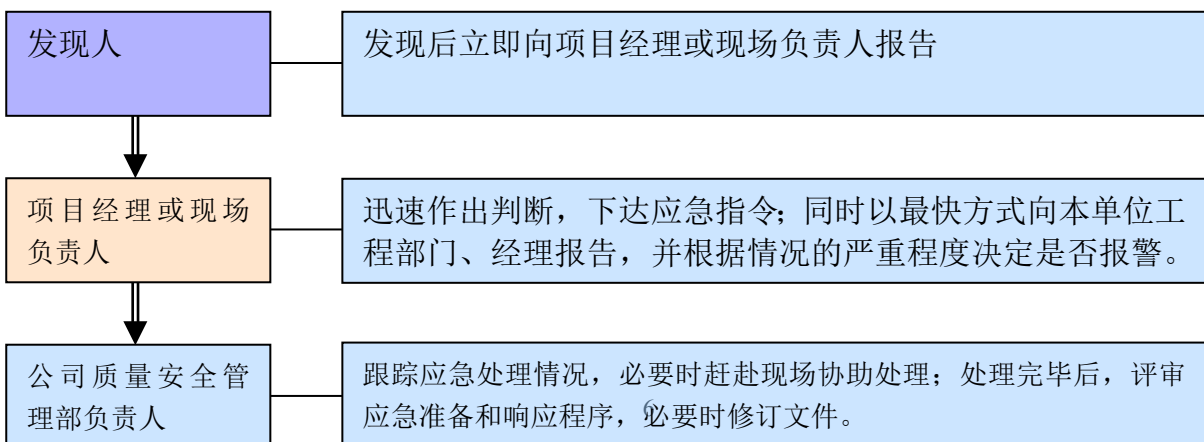 发现人
发现后立即向项目经理或现场负责人报告
项目经理或现场
负责人
迅速作出判断，下达应急指令；同时以最快方式向本单位工
程部门、经理报告，并根据情况的严重程度决定是否报警。
公司质量安全管
理部负责人
跟踪应急处理情况，必要时赶赴现场协助处理；处理完毕后，评审
应急准备和响应程序，必要时修订文件。
6